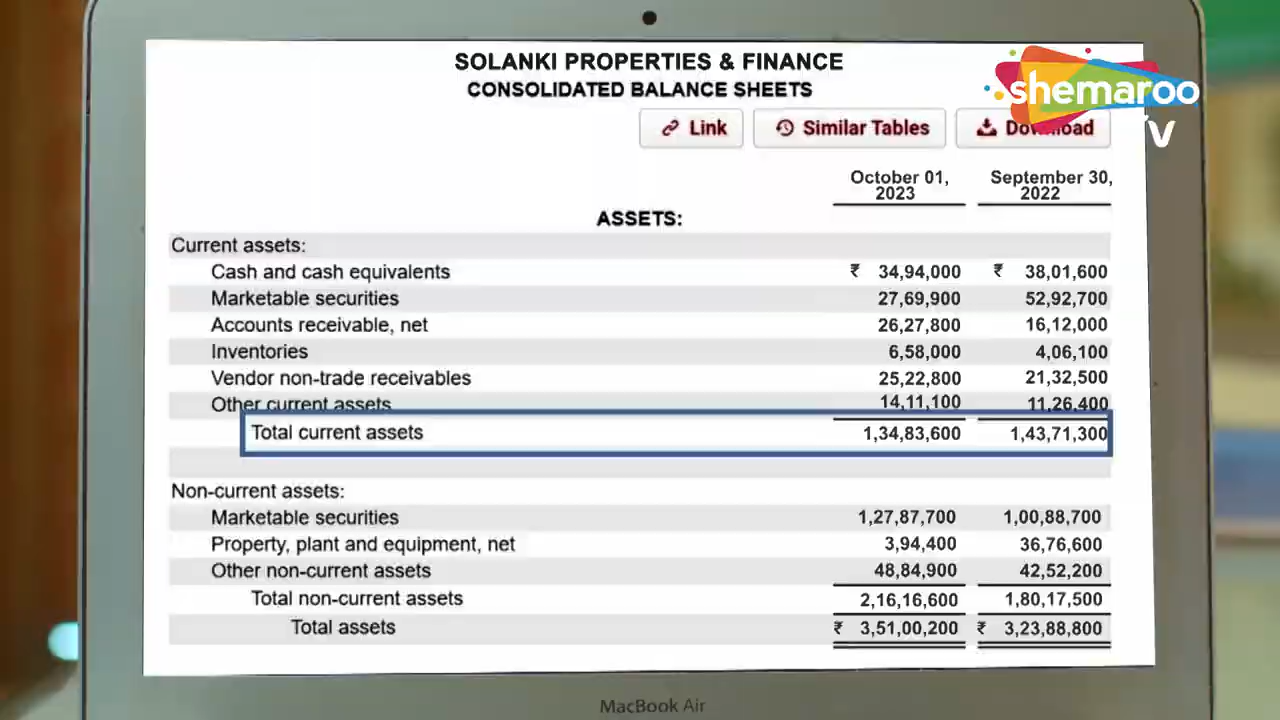 SOLANKI PROPERTIES & FINANCE
CONSOLIDATED BALANCE SHEETS
shemaroo
TV
Link Similar Tables Download
October 01, 2023 September 30, 2022
ASSETS:
Current assets:
Cash and cash equivalents ₹ 34,94,000 ₹ 38,01,600
Marketable securities 27,69,900 52,92,700
Accounts receivable, net 26,27,800 16,12,000
Inventories 6,58,000 4,06,100
Vendor non-trade receivables 25,22,800 21,32,500
Other current assets 14,11,100 11,26,400
Total current assets 1,34,83,600 1,43,71,300
Non-current assets:
Marketable securities 1,27,87,700 1,00,88,700
Property, plant and equipment, net 3,94,400 36,76,600
Other non-current assets 48,84,900 42,52,200
Total non-current assets 2,16,16,600 1,80,17,500
Total assets ₹ 3,51,00,200 ₹ 3,23,88,800
MacBook Air